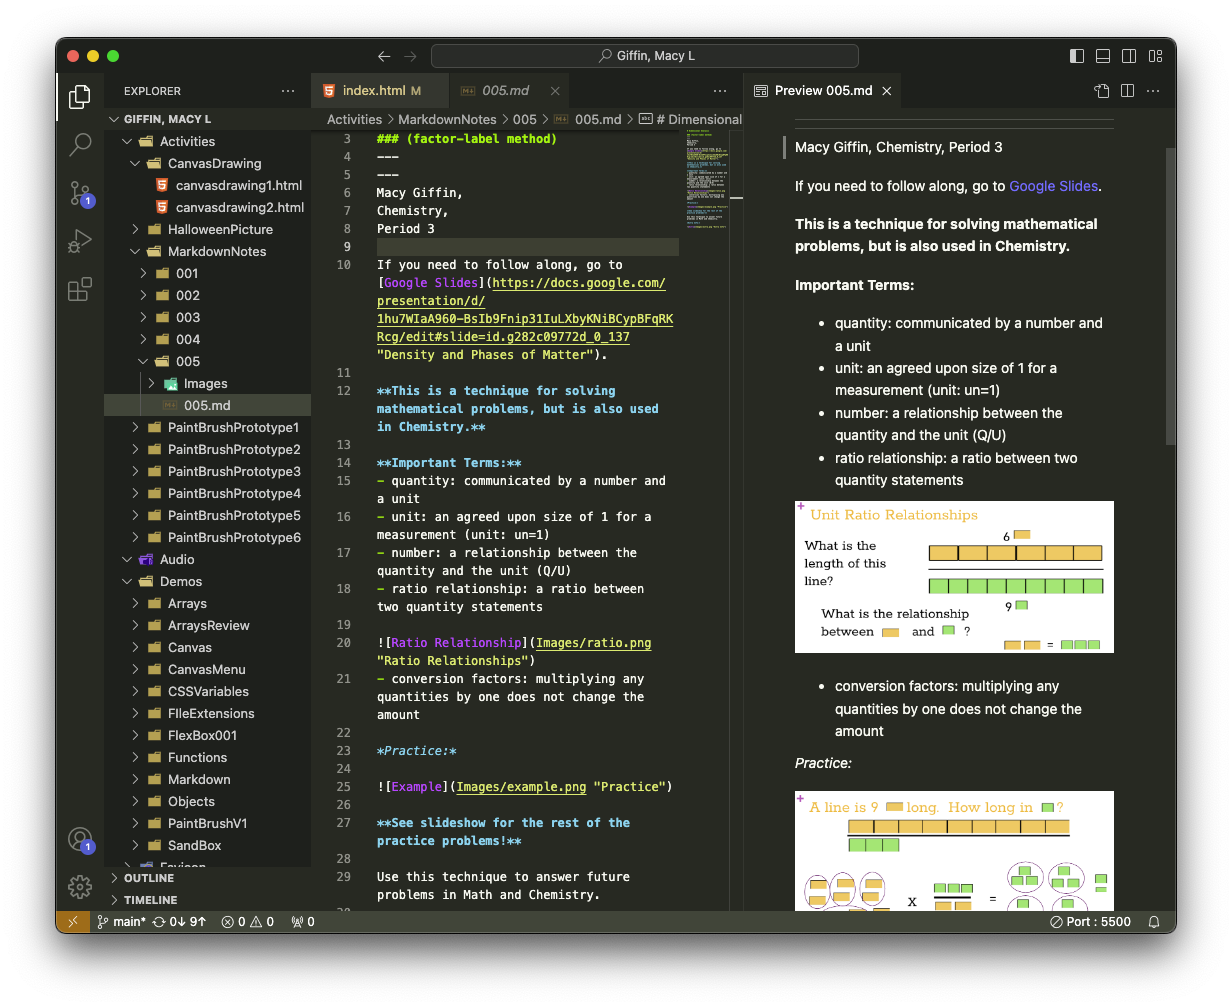 Giffin, Macy L
EXPLORER
index.html M
005.md
Preview 005.md
GIFFIN, MACY L
Activities
CanvasDrawing
canvasdrawing1.html
canvasdrawing2.html
HalloweenPicture
MarkdownNotes
001
002
003
004
005
Images
005.md
PaintBrushPrototype1
PaintBrushPrototype2
PaintBrushPrototype3
PaintBrushPrototype4
PaintBrushPrototype5
PaintBrushPrototype6
Audio
Demos
Arrays
ArraysReview
Canvas
CanvasMenu
CSSVariables
FIleExtensions
FlexBox001
Functions
Markdown
Objects
PaintBrushV1
SandBox
Favicon
OUTLINE
TIMELINE
1
1
Activities > MarkdownNotes > 005 > 005.md > # Dimensional
3 ### (factor-label method)
4 ---
5 ---
6 Macy Giffin,
7 Chemistry,
8 Period 3
9
10 If you need to follow along, go to
[Google Slides](https://docs.google.com/
presentation/d/
1hu7WIaA960-BsIb9Fnip31IuLXbyKNiBCypBFqRK
Rcg/edit#slide=id.g282c09772d_0_137
"Density and Phases of Matter").
11
12 **This is a technique for solving
mathematical problems, but is also used
in Chemistry.**
13
14 **Important Terms:**
15 - quantity: communicated by a number and
a unit
16 - unit: an agreed upon size of 1 for a
measurement (unit: un=1)
17 - number: a relationship between the
quantity and the unit (Q/U)
18 - ratio relationship: a ratio between
two quantity statements
19
20 ![Ratio Relationship](Images/ratio.png
"Ratio Relationships")
21 - conversion factors: multiplying any
quantities by one does not change the
amount
22
23 *Practice:*
24
25 ![Example](Images/example.png "Practice")
26
27 **See slideshow for the rest of the
practice problems!**
28
29 Use this technique to answer future
problems in Math and Chemistry.
Macy Giffin, Chemistry, Period 3
If you need to follow along, go to Google Slides.
This is a technique for solving mathematical
problems, but is also used in Chemistry.
Important Terms:
• quantity: communicated by a number and
a unit
• unit: an agreed upon size of 1 for a
measurement (unit: un=1)
• number: a relationship between the
quantity and the unit (Q/U)
• ratio relationship: a ratio between two
quantity statements
Unit Ratio Relationships
What is the
length of this
line?
6
9
What is the relationship
between and ?
=
• conversion factors: multiplying any
quantities by one does not change the
amount
Practice:
A line is 9 long. How long in ?
x =
main* 0↓ 9↑ 0 0 0
Port : 5500